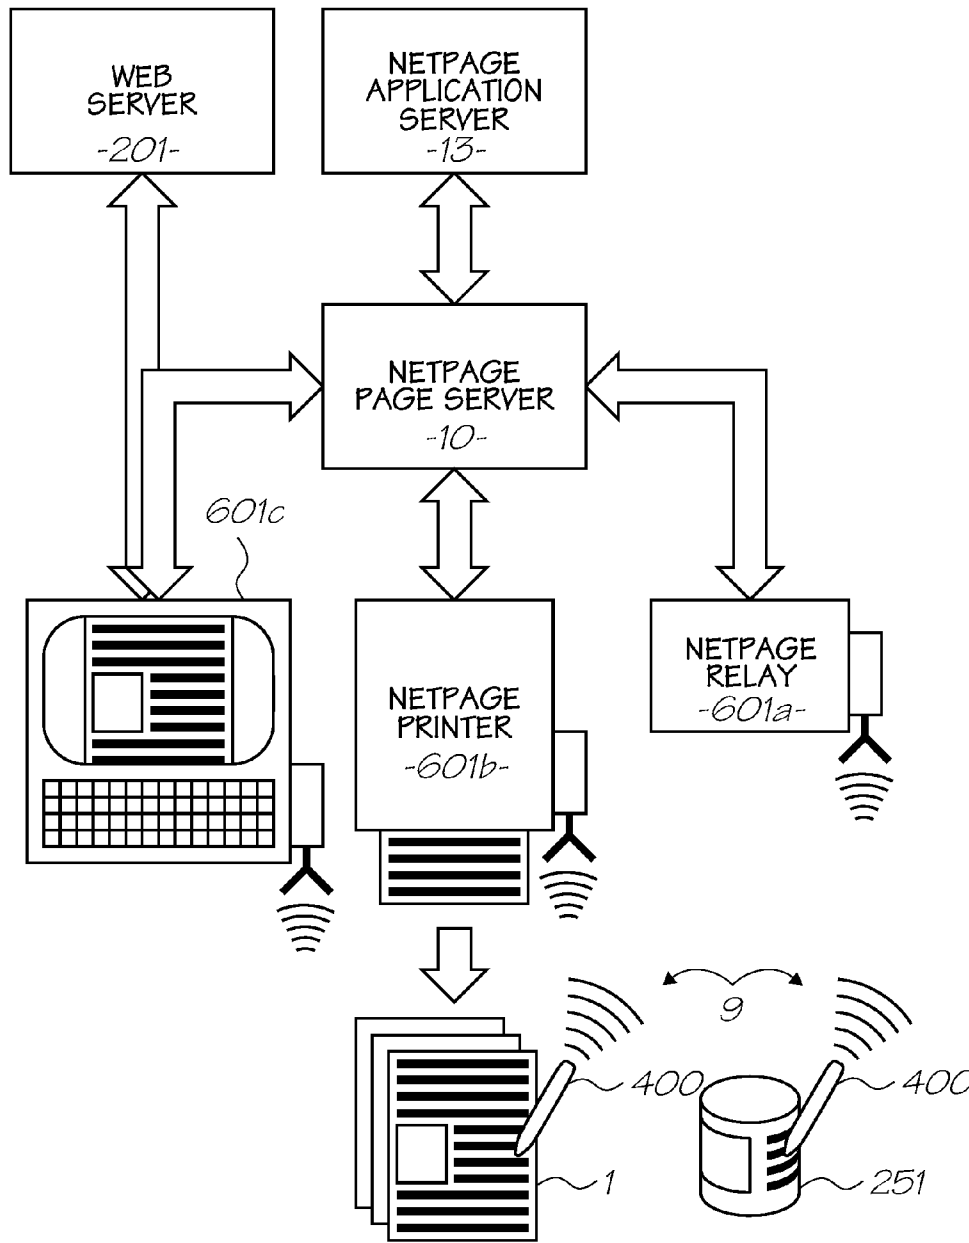 WEB
SERVER
-201-
NETPAGE
APPLICATION
SERVER
-13-
NETPAGE
PAGE SERVER
-10-
601c
NETPAGE
PRINTER
-601b-
NETPAGE
RELAY
-601a-
9
400
400
1
251